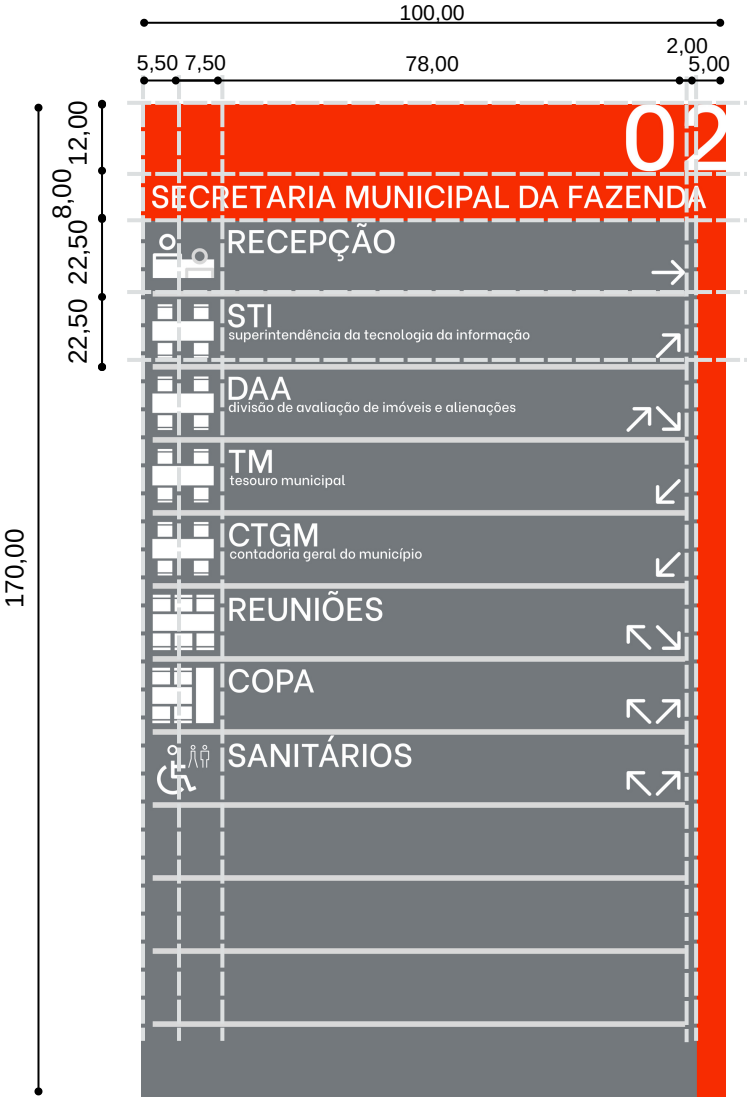 100,00
2,00
5,50 7,50 78,00 5,00
12,00
02
8,00
SECRETARIA MUNICIPAL DA FAZENDA
22,50
RECEPÇÃO
22,50
STI
superintendência da tecnologia da informação
DAA
divisão de avaliação de imóveis e alienações
TM
tesouro municipal
170,00
CTGM
contadoria geral do município
REUNIÕES
COPA
SANITÁRIOS